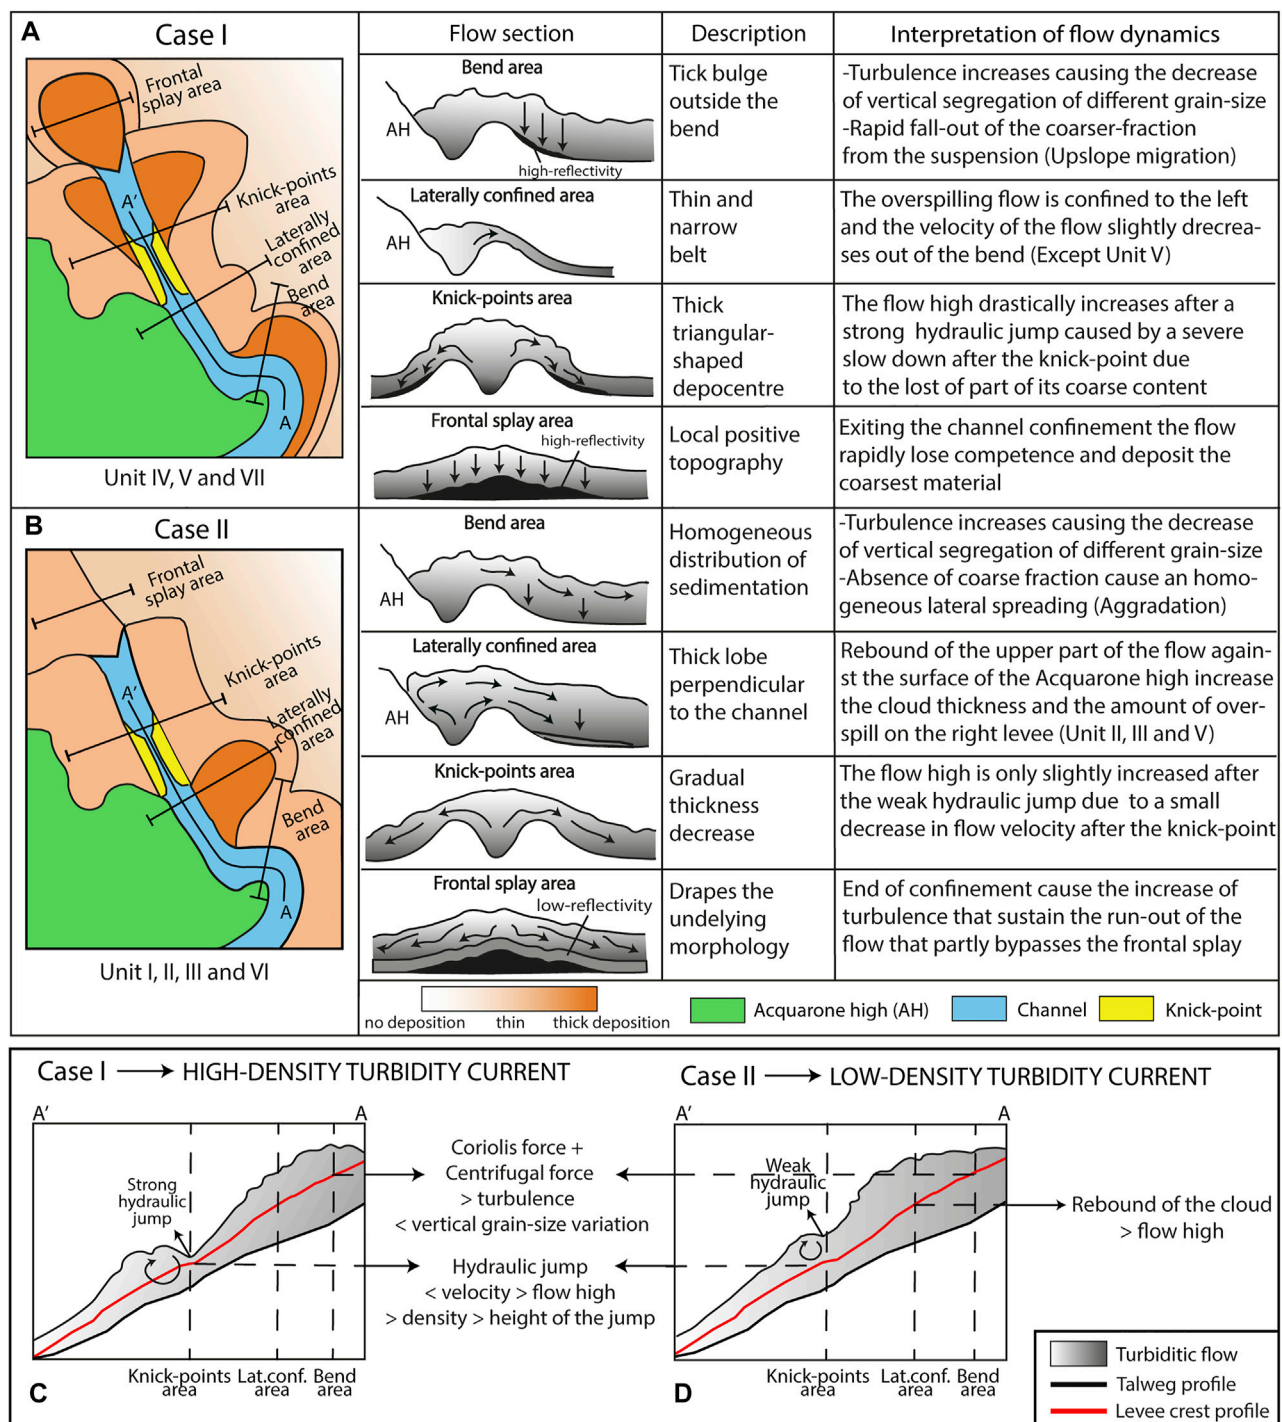 A
Case I
Frontal
splay area
A'
Knick-points
area
Laterally
confined
area
Bend
area
A
Unit IV, V and VII
Flow section
Description
Interpretation of flow dynamics
Bend area
AH
high-reflectivity
Tick bulge
outside the
bend
-Turbulence increases causing the decrease
of vertical segregation of different grain-size
-Rapid fall-out of the coarser-fraction
from the suspension (Upslope migration)
Laterally confined area
AH
Thin and
narrow
belt
The overspilling flow is confined to the left
and the velocity of the flow slightly drecrea-
ses out of the bend (Except Unit V)
Knick-points area
Thick
triangular-
shaped
depocentre
The flow high drastically increases after a
strong hydraulic jump caused by a severe
slow down after the knick-point due
to the lost of part of its coarse content
Frontal splay area
high-reflectivity
Local positive
topography
Exiting the channel confinement the flow
rapidly lose competence and deposit the
coarsest material
B
Case II
Frontal
splay area
Knick-points
area
A'
Laterally
confined
area
Bend
area
A
Unit I, II, III and VI
Bend area
AH
Homogeneous
distribution of
sedimentation
-Turbulence increases causing the decrease
of vertical segregation of different grain-size
-Absence of coarse fraction cause an homo-
geneous lateral spreading (Aggradation)
Laterally confined area
AH
Thick lobe
perpendicular
to the channel
Rebound of the upper part of the flow again-
st the surface of the Acquarone high increase
the cloud thickness and the amount of over-
spill on the right levee (Unit II, III and V)
Knick-points area
Gradual
thickness
decrease
The flow high is only slightly increased after
the weak hydraulic jump due to a small
decrease in flow velocity after the knick-point
Frontal splay area
low-reflectivity
Drapes the
undelying
morphology
End of confinement cause the increase of
turbulence that sustain the run-out of the
flow that partly bypasses the frontal splay
no deposition thin thick deposition
Acquarone high (AH)
Channel
Knick-point
Case I HIGH-DENSITY TURBIDITY CURRENT
A' A
Strong
hydraulic
jump
Knick-points
area
Lat.conf.
area
Bend
area
C
Coriolis force +
Centrifugal force
> turbulence
< vertical grain-size variation
Hydraulic jump
< velocity > flow high
> density > height of the jump
Case II LOW-DENSITY TURBIDITY CURRENT
A' A
Weak
hydraulic
jump
Rebound of the cloud
> flow high
Knick-points
area
Lat.conf.
area
Bend
area
D
Turbiditic flow
Talweg profile
Levee crest profile